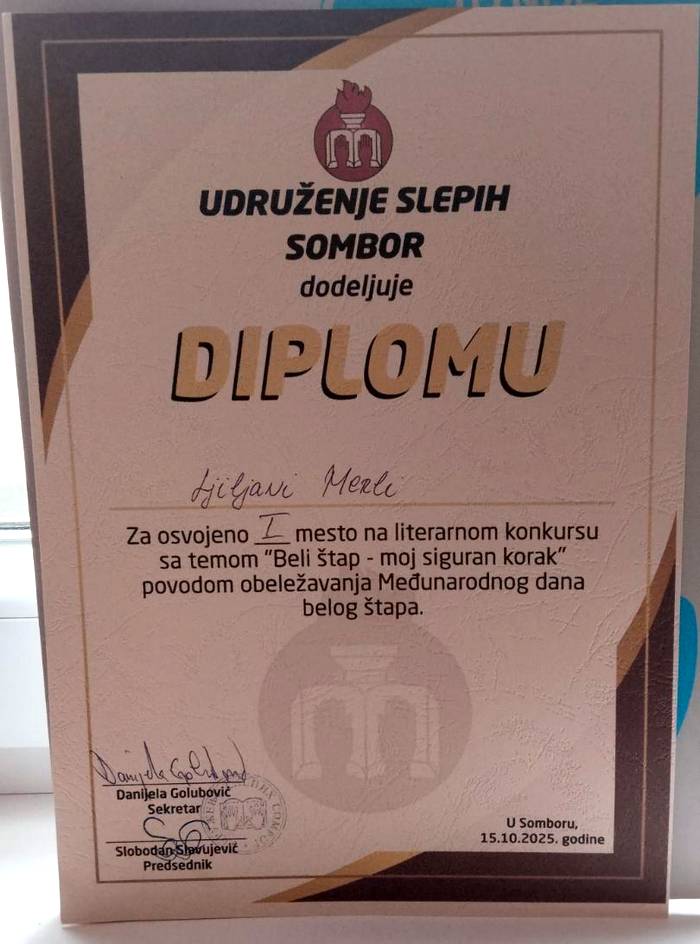 UDRUŽENJE SLEPIH
SOMBOR
dodeljuje
DIPLOMU
Ljiljani Merli
Za osvojeno I mesto na literarnom konkursu
sa temom "Beli štap - moj siguran korak"
povodom obeležavanja Međunarodnog dana
belog štapa.
Danijela Golubović
Sekretar
Slobodan Slavujević
Predsednik
U Somboru,
15.10.2025. godine